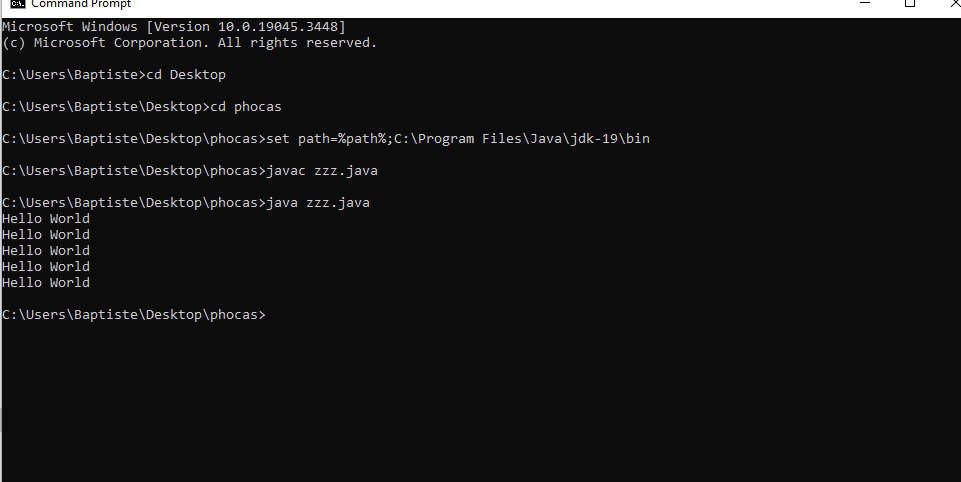 Command Prompt
Microsoft Windows [Version 10.0.19045.3448]
(c) Microsoft Corporation. All rights reserved.
C:\Users\Baptiste>cd Desktop
C:\Users\Baptiste\Desktop>cd phocas
C:\Users\Baptiste\Desktop\phocas>set path=%path%;C:\Program Files\Java\jdk-19\bin
C:\Users\Baptiste\Desktop\phocas>javac zzz.java
C:\Users\Baptiste\Desktop\phocas>java zzz.java
Hello World
Hello World
Hello World
Hello World
Hello World
C:\Users\Baptiste\Desktop\phocas>